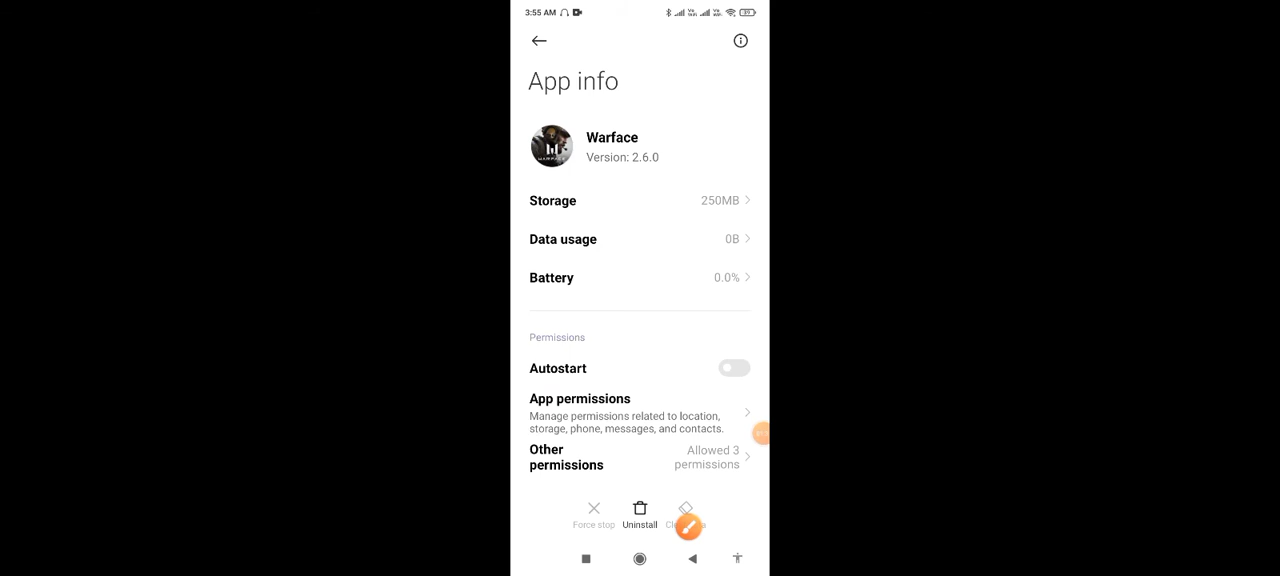 3:55 AM
App info
WARFACE
Warface
Version: 2.6.0
Storage 250MB
Data usage 0B
Battery 0.0%
Permissions
Autostart
App permissions
Manage permissions related to location,
storage, phone, messages, and contacts.
Other
permissions
Allowed 3
permissions
Force stop Uninstall
39